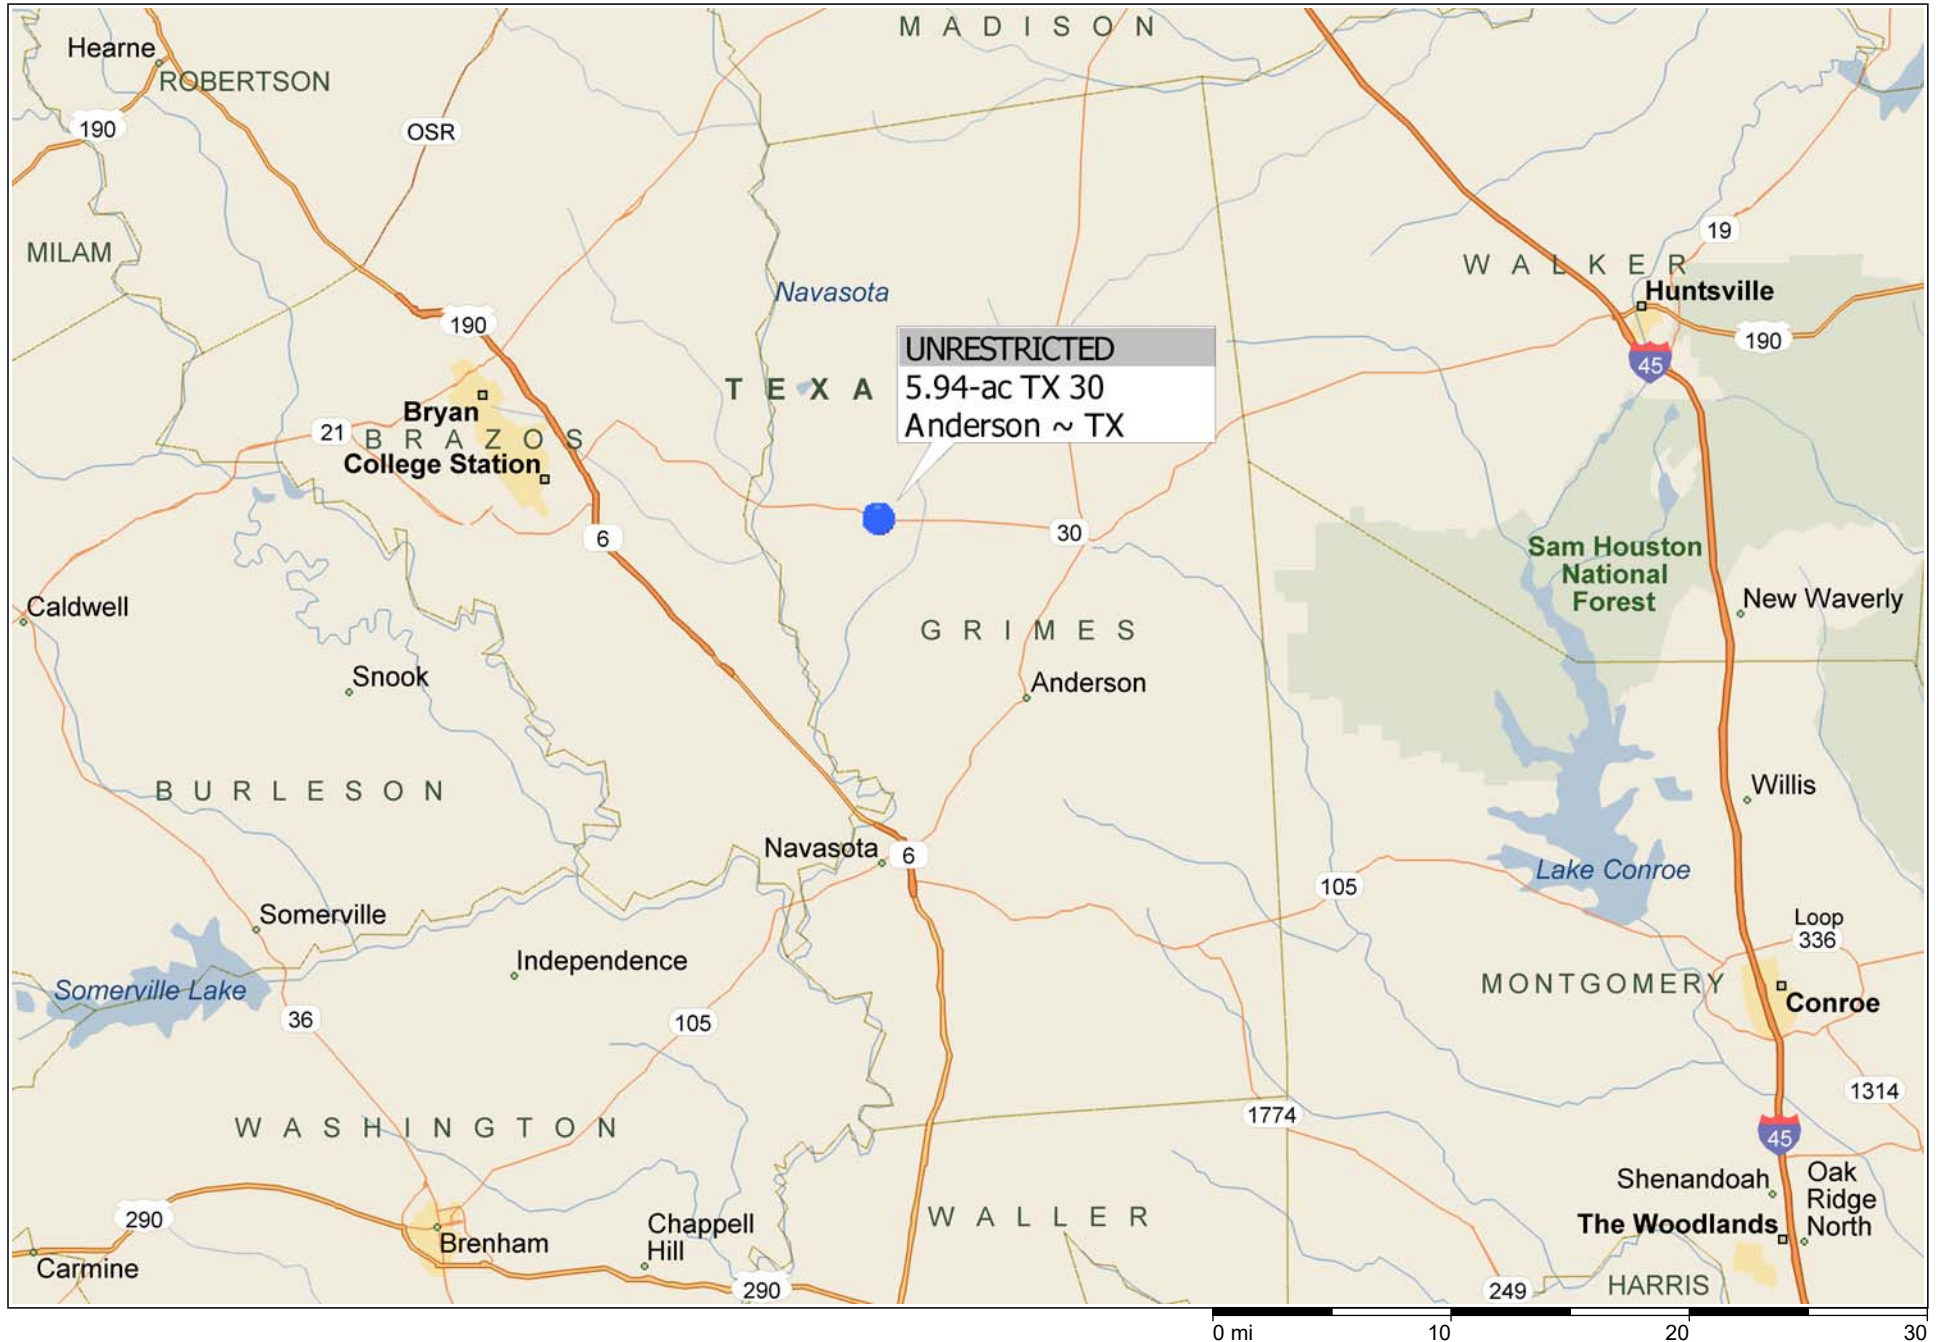 MADISON
Hearne
ROBERTSON
190
OSR
19
MILAM
WALKER
Navasota
Huntsville
190
190
UNRESTRICTED
5.94-ac TX 30
Anderson ~ TX
45
TEXA
Bryan
21
BRAZOS
College Station
6
30
Sam Houston
National
Forest
Caldwell
New Waverly
GRIMES
Snook
Anderson
BURLESON
Willis
Navasota
6
Lake Conroe
105
Somerville
Loop
336
Independence
MONTGOMERY
Somerville Lake
Conroe
36
105
1314
1774
WASHINGTON
45
Shenandoah
Oak
Ridge
North
290
Chappell
Hill
WALLER
The Woodlands
Brenham
Carmine
290
249
HARRIS
0 mi 10 20 30